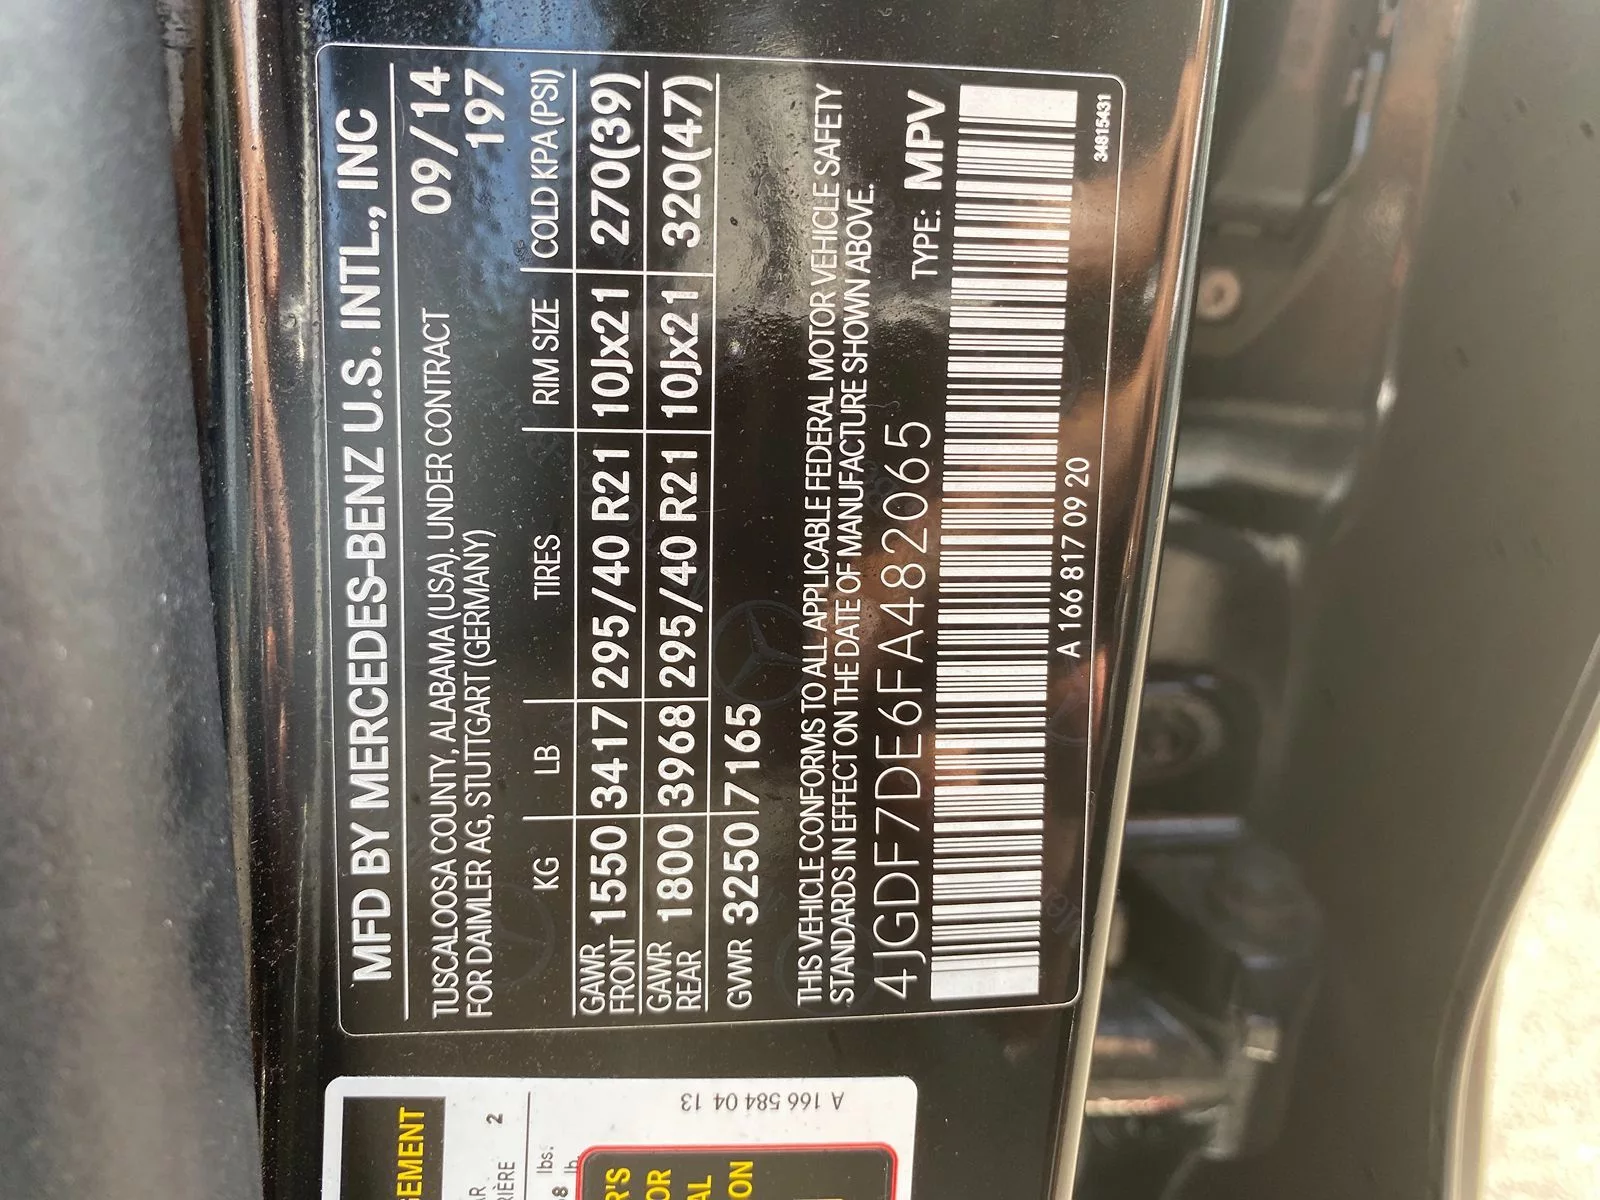 MFD BY MERCEDES-BENZ U.S. INTL., INC
TUSCALOOSA COUNTY, ALABAMA (USA), UNDER CONTRACT 09/14
FOR DAIMLER AG, STUTTGART (GERMANY) 197
KG LB TIRES RIM SIZE COLD KPA(PSI)
GAWR FRONT 1550 3417 295/40 R21 10Jx21 270(39)
GAWR REAR 1800 3968 295/40 R21 10Jx21 320(47)
GVWR 3250 7165
THIS VEHICLE CONFORMS TO ALL APPLICABLE FEDERAL MOTOR VEHICLE SAFETY
STANDARDS IN EFFECT ON THE DATE OF MANUFACTURE SHOWN ABOVE.
4JGDF7DE6FA482065 TYPE: MPV
A 166 817 09 20
34815431
A 166 584 04 13
2
lbs.